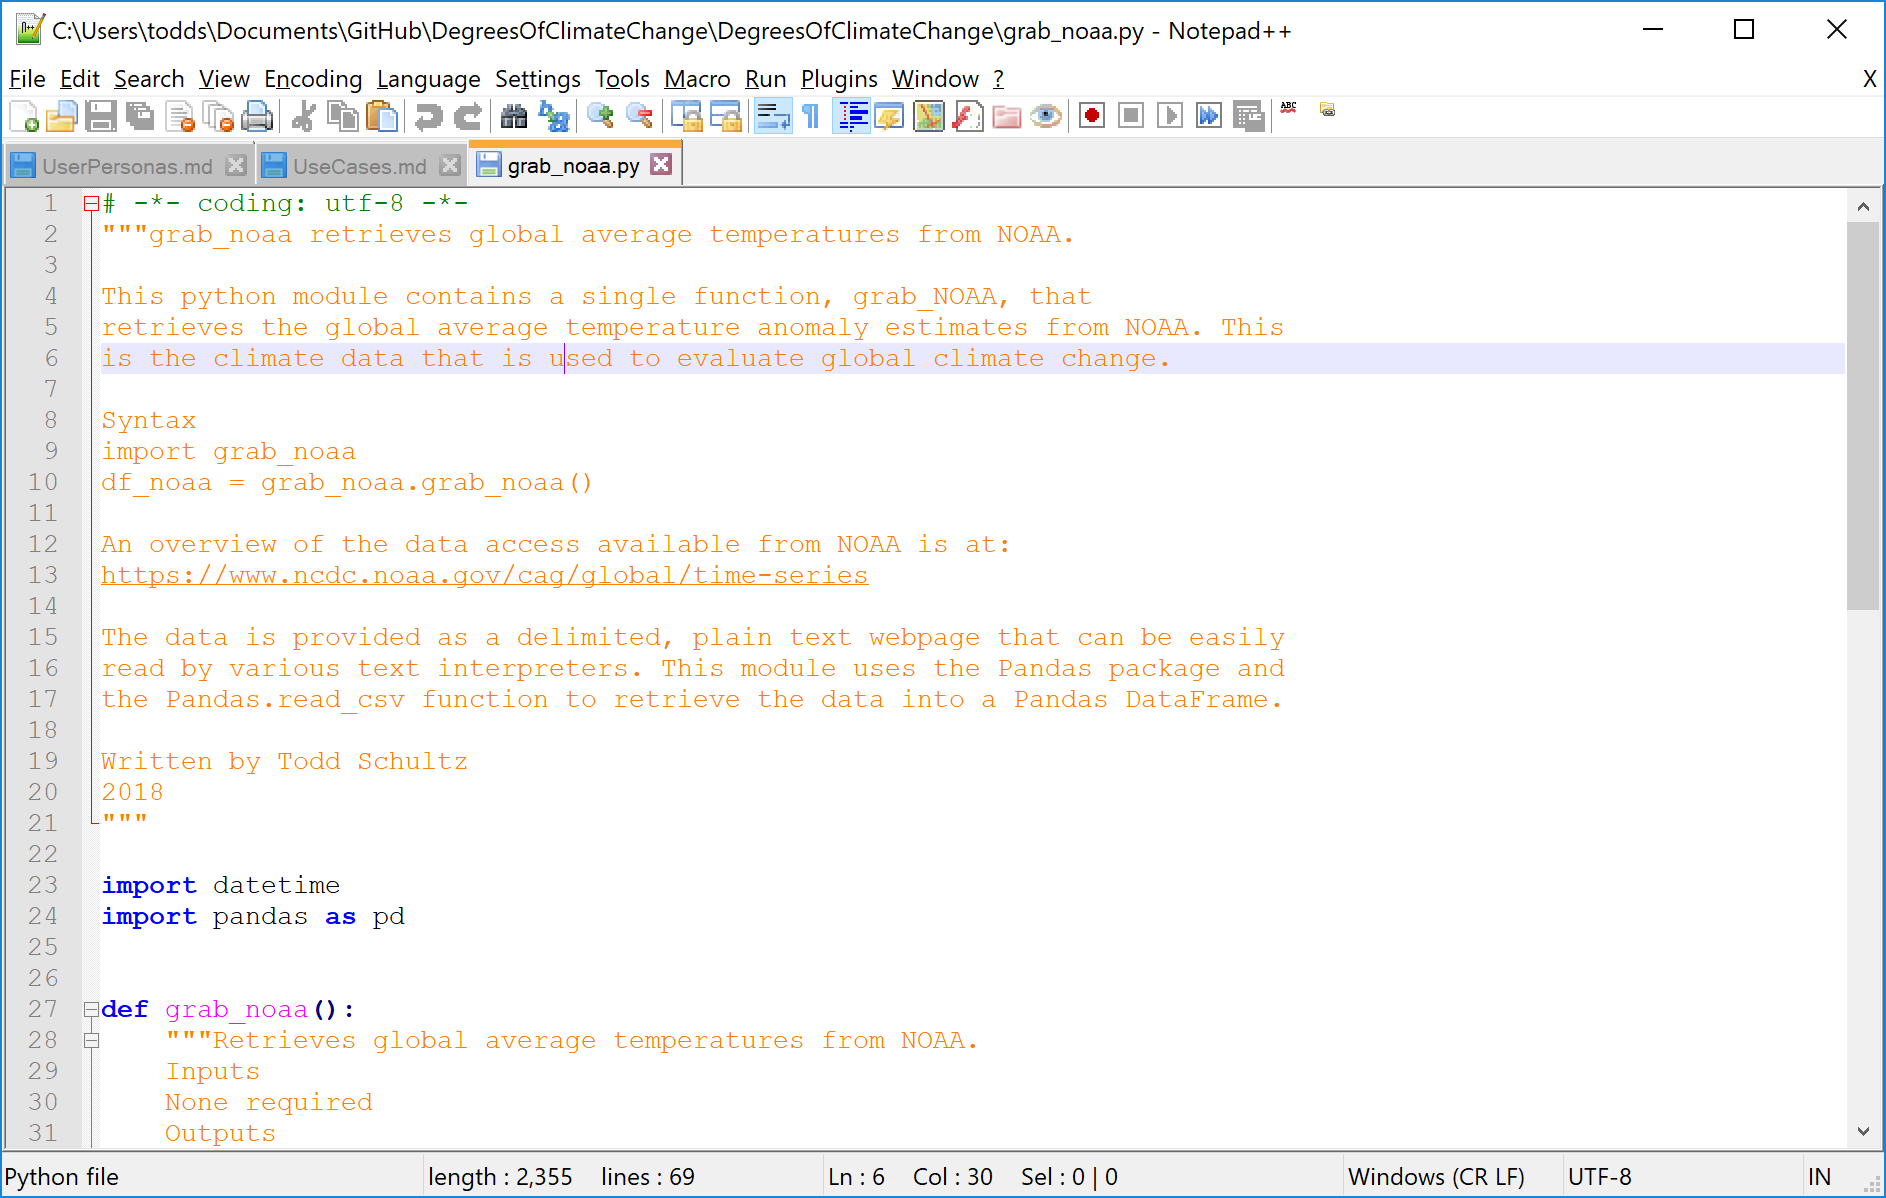 C:\Users\todds\Documents\GitHub\DegreesOfClimateChange\DegreesOfClimateChange\grab_noaa.py - Notepad++
File Edit Search View Encoding Language Settings Tools Macro Run Plugins Window ? X
ABC
UserPersonas.md UseCases.md grab_noaa.py
1 # -*- coding: utf-8 -*-
2 """grab_noaa retrieves global average temperatures from NOAA.
3
4 This python module contains a single function, grab_NOAA, that
5 retrieves the global average temperature anomaly estimates from NOAA. This
6 is the climate data that is used to evaluate global climate change.
7
8 Syntax
9 import grab_noaa
10 df_noaa = grab_noaa.grab_noaa()
11
12 An overview of the data access available from NOAA is at:
13 https://www.ncdc.noaa.gov/cag/global/time-series
14
15 The data is provided as a delimited, plain text webpage that can be easily
16 read by various text interpreters. This module uses the Pandas package and
17 the Pandas.read_csv function to retrieve the data into a Pandas DataFrame.
18
19 Written by Todd Schultz
20 2018
21 """
22
23 import datetime
24 import pandas as pd
25
26
27 def grab_noaa():
28     """Retrieves global average temperatures from NOAA.
29     Inputs
30     None required
31     Outputs
Python file length : 2,355 lines : 69 Ln : 6 Col : 30 Sel : 0 | 0 Windows (CR LF) UTF-8 IN